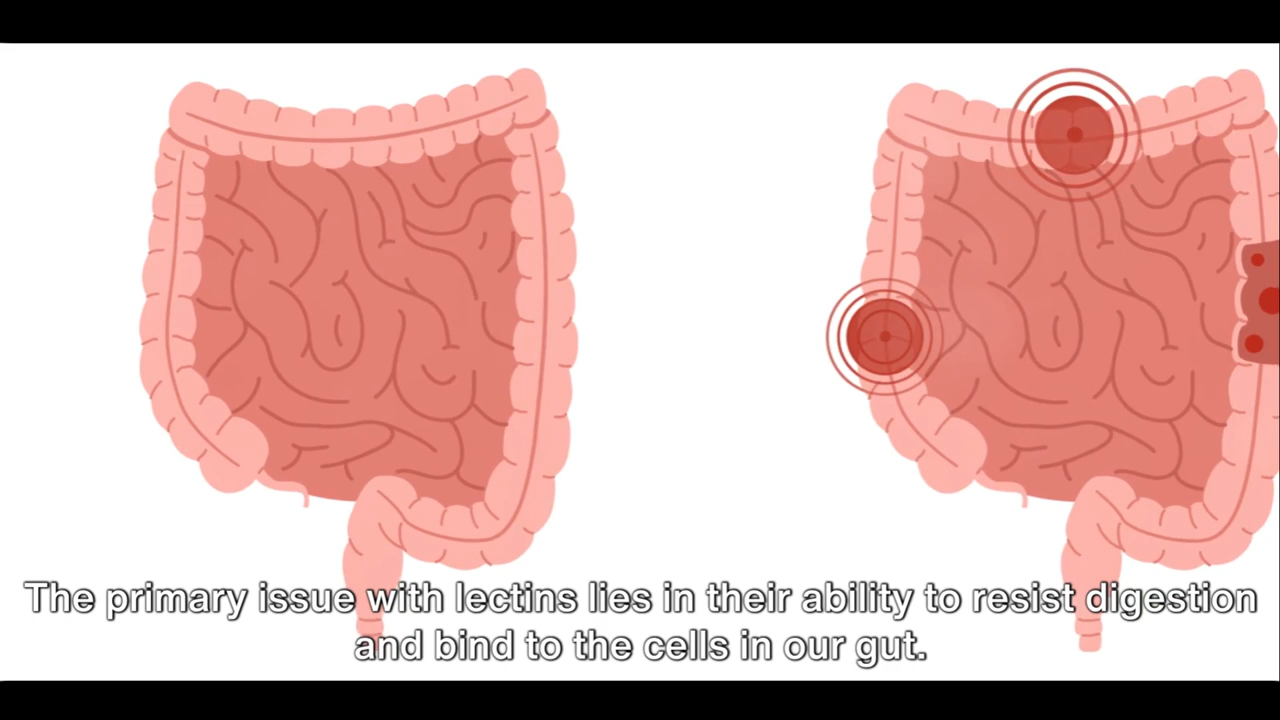 The primary issue with lectins lies in their ability to resist digestion
and bind to the cells in our gut.